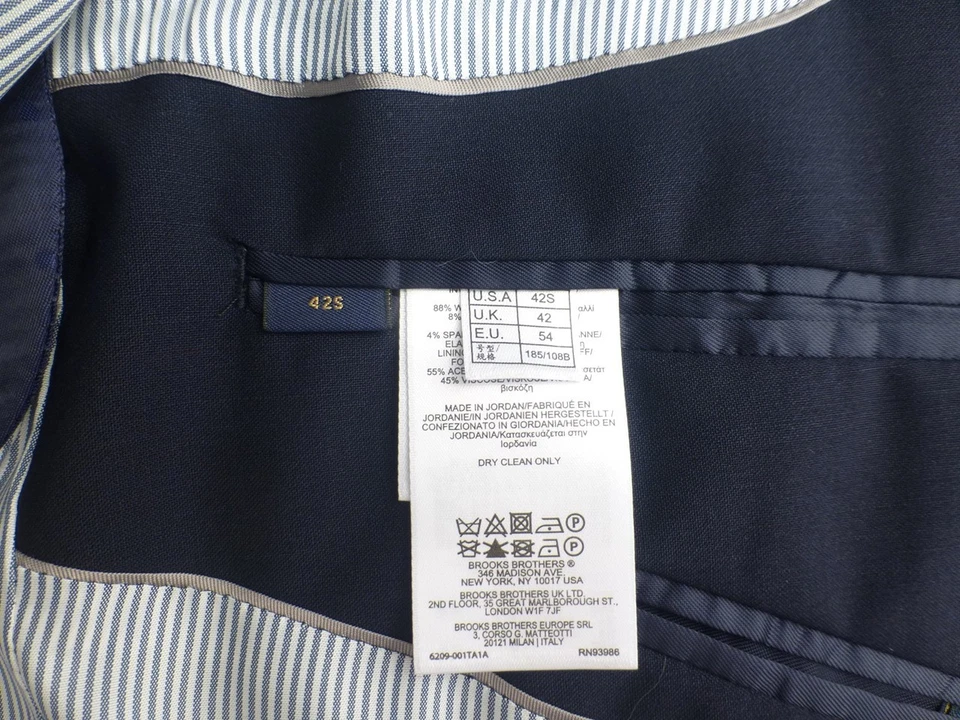 42S
U.S.A 42S
U.K. 42
E.U. 54
号型/规格 185/108B
88% W
8%
αλλί
4% SPA
ELA
LININ
FO
55% ACE
45% VISCOSE/
NNE/
FF/
σετάτ
A/
βισκόζη
MADE IN JORDAN/FABRIQUÉ EN
JORDANIE/IN JORDANIEN HERGESTELLT /
CONFEZIONATO IN GIORDANIA/HECHO EN
JORDANIA/Κατασκευάζεται στην
Ιορδανία
DRY CLEAN ONLY
P
P
BROOKS BROTHERS ®
346 MADISON AVE.
NEW YORK, NY 10017 USA
BROOKS BROTHERS UK LTD.
2ND FLOOR, 35 GREAT MARLBOROUGH ST.,
LONDON W1F 7JF
BROOKS BROTHERS EUROPE SRL
3, CORSO G. MATTEOTTI
20121 MILAN | ITALY
6209-001TA1A RN93986